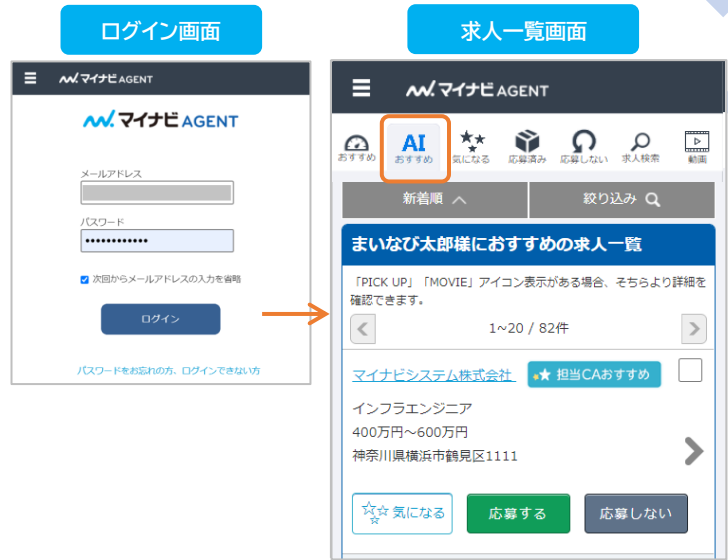 ログイン画面
求人一覧画面
マイナビ AGENT
マイナビ AGENT
メールアドレス
パスワード
••••••••••••
次回からメールアドレスの入力を省略
ログイン
パスワードをお忘れの方、ログインできない方
マイナビ AGENT
おすすめ
AI
おすすめ
気になる
応募済み
応募しない
求人検索
動画
新着順
絞り込み
まいなび太郎様におすすめの求人一覧
「PICK UP」「MOVIE」アイコン表示がある場合、そちらより詳細を
確認できます。
1~20 / 82件
マイナビシステム株式会社
担当CAおすすめ
インフラエンジニア
400万円～600万円
神奈川県横浜市鶴見区1111
気になる
応募する
応募しない